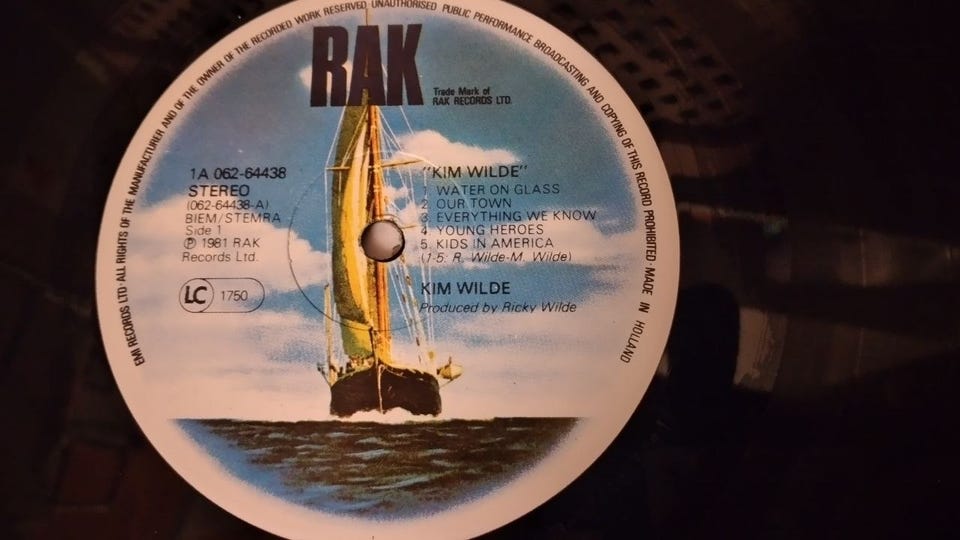 EMI RECORDS LTD · ALL RIGHTS OF THE MANUFACTURER AND OF THE OWNER OF THE RECORDED WORK RESERVED UNAUTHORISED PUBLIC PERFORMANCE BROADCASTING AND COPYING OF THIS RECORD PROHIBITED · MADE IN HOLLAND
RAK
Trade Mark of
RAK RECORDS LTD.
1A 062-64438
STEREO
(062-64438-A)
BIEM/STEMRA
Side 1
℗ 1981 RAK
Records Ltd.
LC 1750
"KIM WILDE"
1. WATER ON GLASS
2. OUR TOWN
3. EVERYTHING WE KNOW
4. YOUNG HEROES
5. KIDS IN AMERICA
(1-5: R. Wilde-M. Wilde)
KIM WILDE
Produced by Ricky Wilde